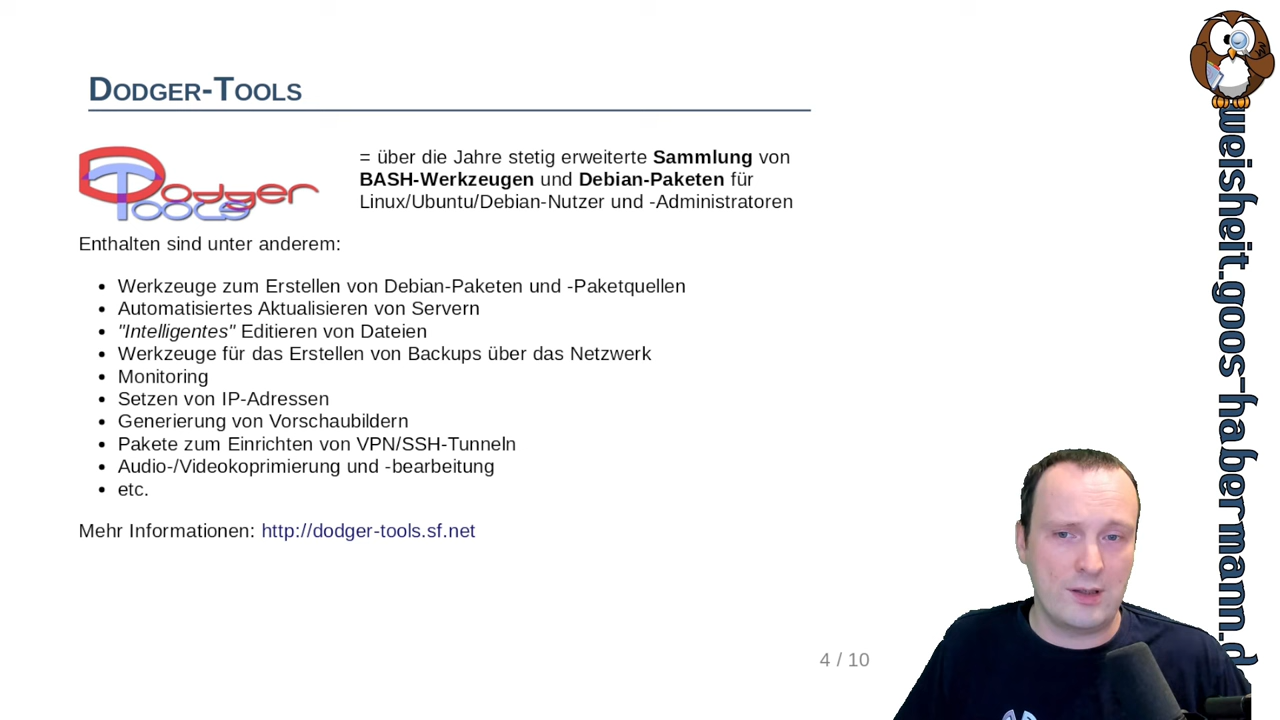 Dodger-Tools
Dodger
Tools
= über die Jahre stetig erweiterte Sammlung von
BASH-Werkzeugen und Debian-Paketen für
Linux/Ubuntu/Debian-Nutzer und -Administratoren
Enthalten sind unter anderem:
• Werkzeuge zum Erstellen von Debian-Paketen und -Paketquellen
• Automatisiertes Aktualisieren von Servern
• "Intelligentes" Editieren von Dateien
• Werkzeuge für das Erstellen von Backups über das Netzwerk
• Monitoring
• Setzen von IP-Adressen
• Generierung von Vorschaubildern
• Pakete zum Einrichten von VPN/SSH-Tunneln
• Audio-/Videokoprimierung und -bearbeitung
• etc.
Mehr Informationen: http://dodger-tools.sf.net
4 / 10
weisheit.goos-habermann.d